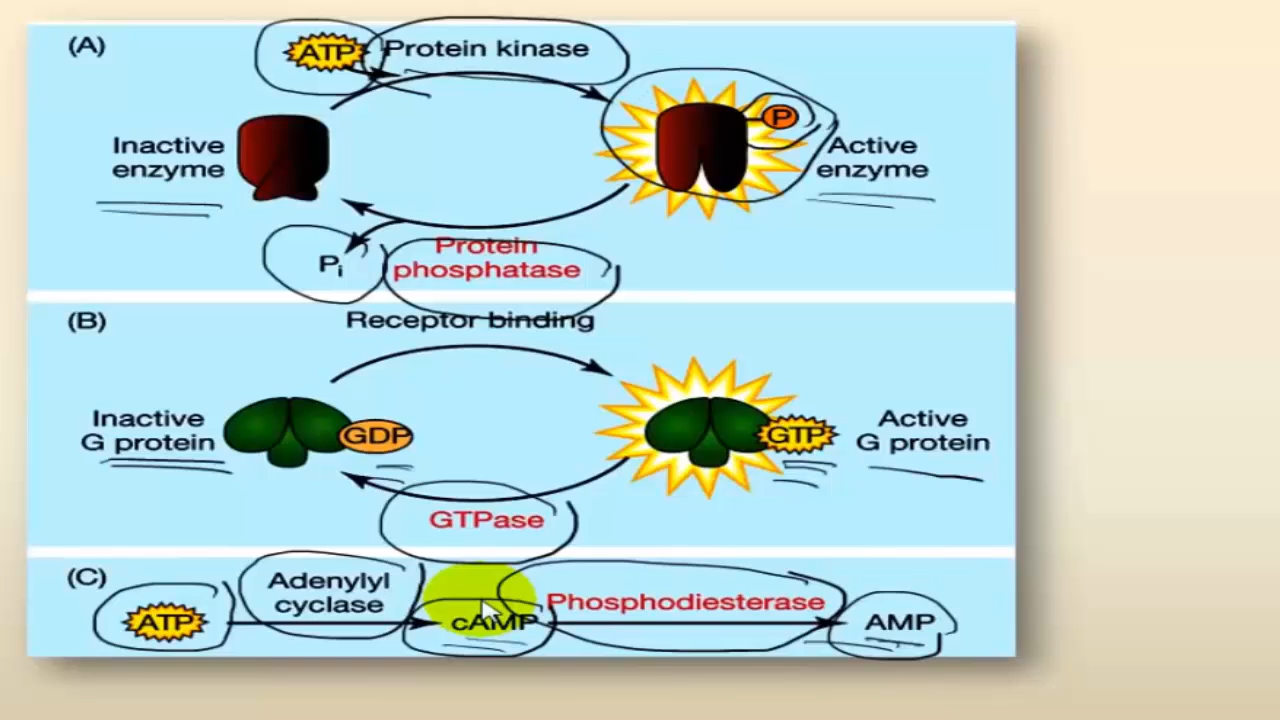 (A)
ATP Protein kinase
P
Inactive
enzyme
Active
enzyme
Pi
Protein
phosphatase
(B)
Receptor binding
Inactive
G protein
GDP
GTP
Active
G protein
GTPase
(C)
Adenylyl
cyclase
Phosphodiesterase
ATP
cAMP
AMP